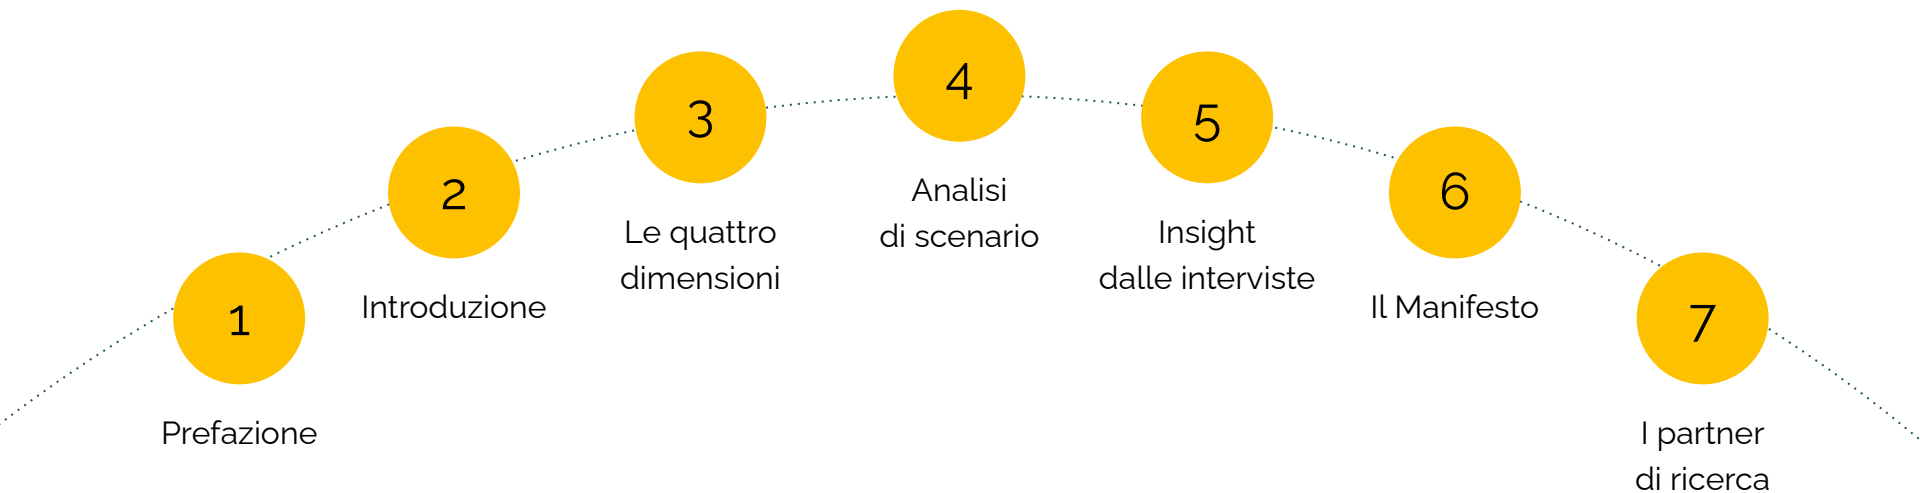 1
Prefazione
2
Introduzione
3
Le quattro
dimensioni
4
Analisi
di scenario
5
Insight
dalle interviste
6
Il Manifesto
7
I partner
di ricerca